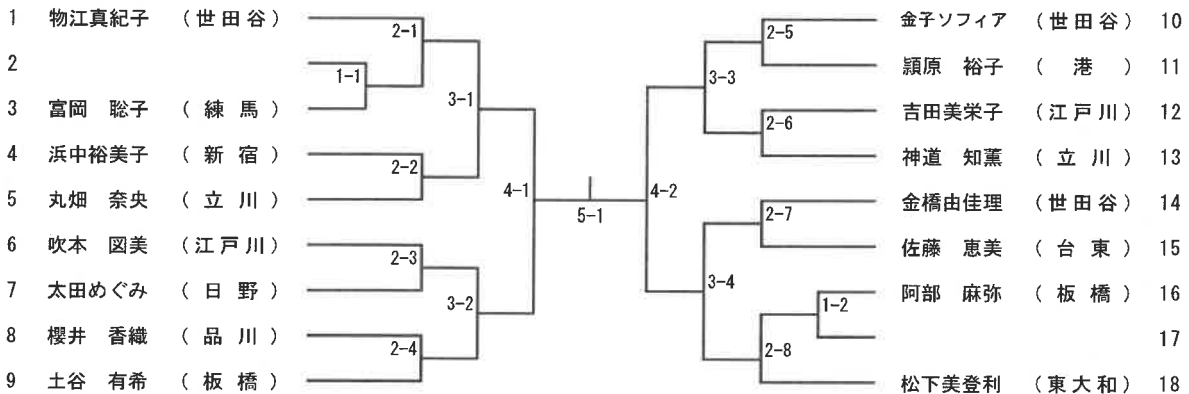 1 物江真紀子 (世田谷)
2
3 富岡 聡子 (練馬)
4 浜中裕美子 (新宿)
5 丸畑 奈央 (立川)
6 吹本 図美 (江戸川)
7 太田めぐみ (日野)
8 櫻井 香織 (品川)
9 土谷 有希 (板橋)
2-1
1-1
3-1
2-2
4-1
2-3
3-2
2-4
5-1
2-5
3-3
2-6
4-2
2-7
3-4
1-2
2-8
金子ソフィア (世田谷) 10
頴原 裕子 (港) 11
吉田美栄子 (江戸川) 12
神道 知薫 (立川) 13
金橋由佳理 (世田谷) 14
佐藤 恵美 (台東) 15
阿部 麻弥 (板橋) 16
17
松下美登利 (東大和) 18